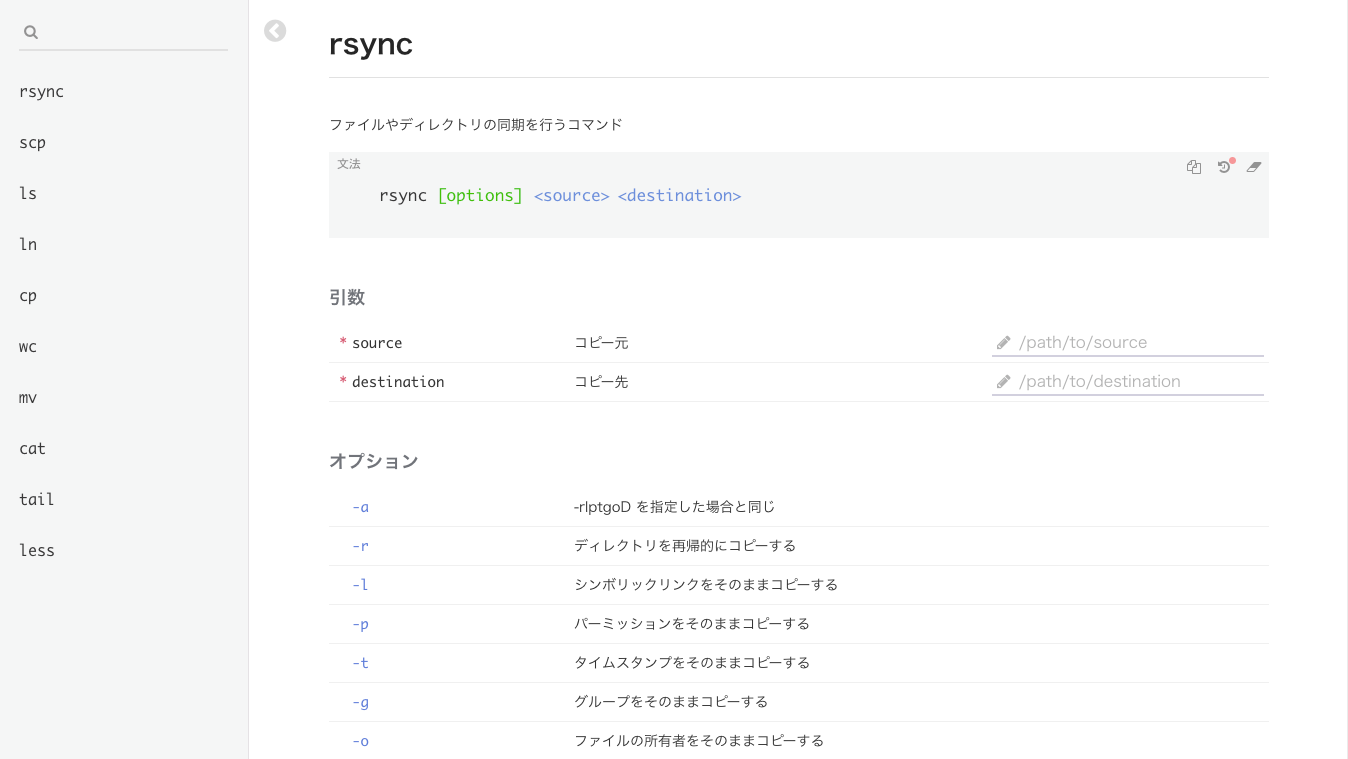 rsync
scp
ls
ln
cp
wc
mv
cat
tail
less
rsync
ファイルやディレクトリの同期を行うコマンド
文法
rsync [options] <source> <destination>
引数
* source コピー元 /path/to/source
* destination コピー先 /path/to/destination
オプション
-a -rlptgoD を指定した場合と同じ
-r ディレクトリを再帰的にコピーする
-l シンボリックリンクをそのままコピーする
-p パーミッションをそのままコピーする
-t タイムスタンプをそのままコピーする
-g グループをそのままコピーする
-o ファイルの所有者をそのままコピーする